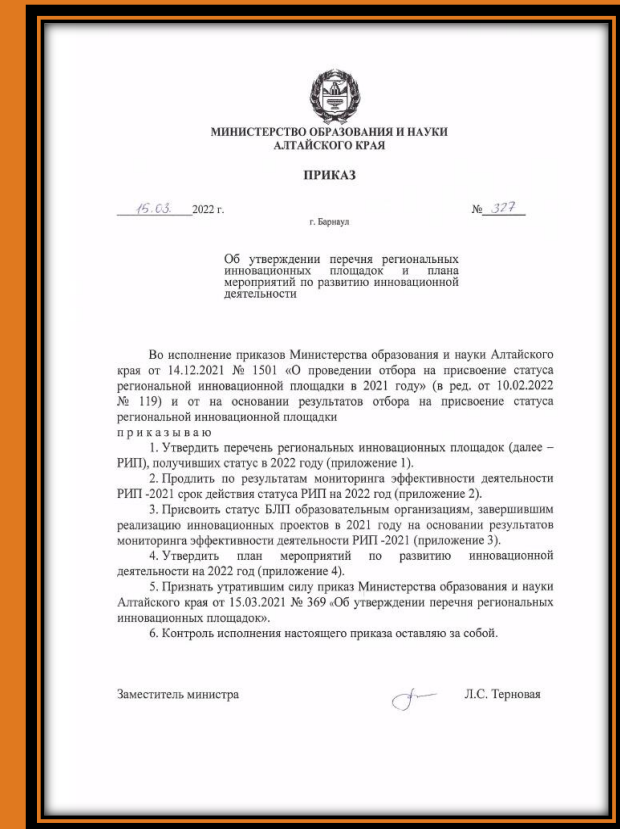 МИНИСТЕРСТВО ОБРАЗОВАНИЯ И НАУКИ
АЛТАЙСКОГО КРАЯ
ПРИКАЗ
15.03. 2022 г.
№ 327
г. Барнаул
Об утверждении перечня региональных
инновационных площадок и плана
мероприятий по развитию инновационной
деятельности
Во исполнение приказов Министерства образования и науки Алтайского
края от 14.12.2021 № 1501 «О проведении отбора на присвоение статуса
региональной инновационной площадки в 2021 году» (в ред. от 10.02.2022
№ 119) и от на основании результатов отбора на присвоение статуса
региональной инновационной площадки
п р и к а з ы в а ю
1. Утвердить перечень региональных инновационных площадок (далее –
РИП), получивших статус в 2022 году (приложение 1).
2. Продлить по результатам мониторинга эффективности деятельности
РИП -2021 срок действия статуса РИП на 2022 год (приложение 2).
3. Присвоить статус БЛП образовательным организациям, завершившим
реализацию инновационных проектов в 2021 году на основании результатов
мониторинга эффективности деятельности РИП -2021 (приложение 3).
4. Утвердить план мероприятий по развитию инновационной
деятельности на 2022 год (приложение 4).
5. Признать утратившим силу приказ Министерства образования и науки
Алтайского края от 15.03.2021 № 369 «Об утверждении перечня региональных
инновационных площадок».
6. Контроль исполнения настоящего приказа оставляю за собой.
Заместитель министра
Л.С. Терновая